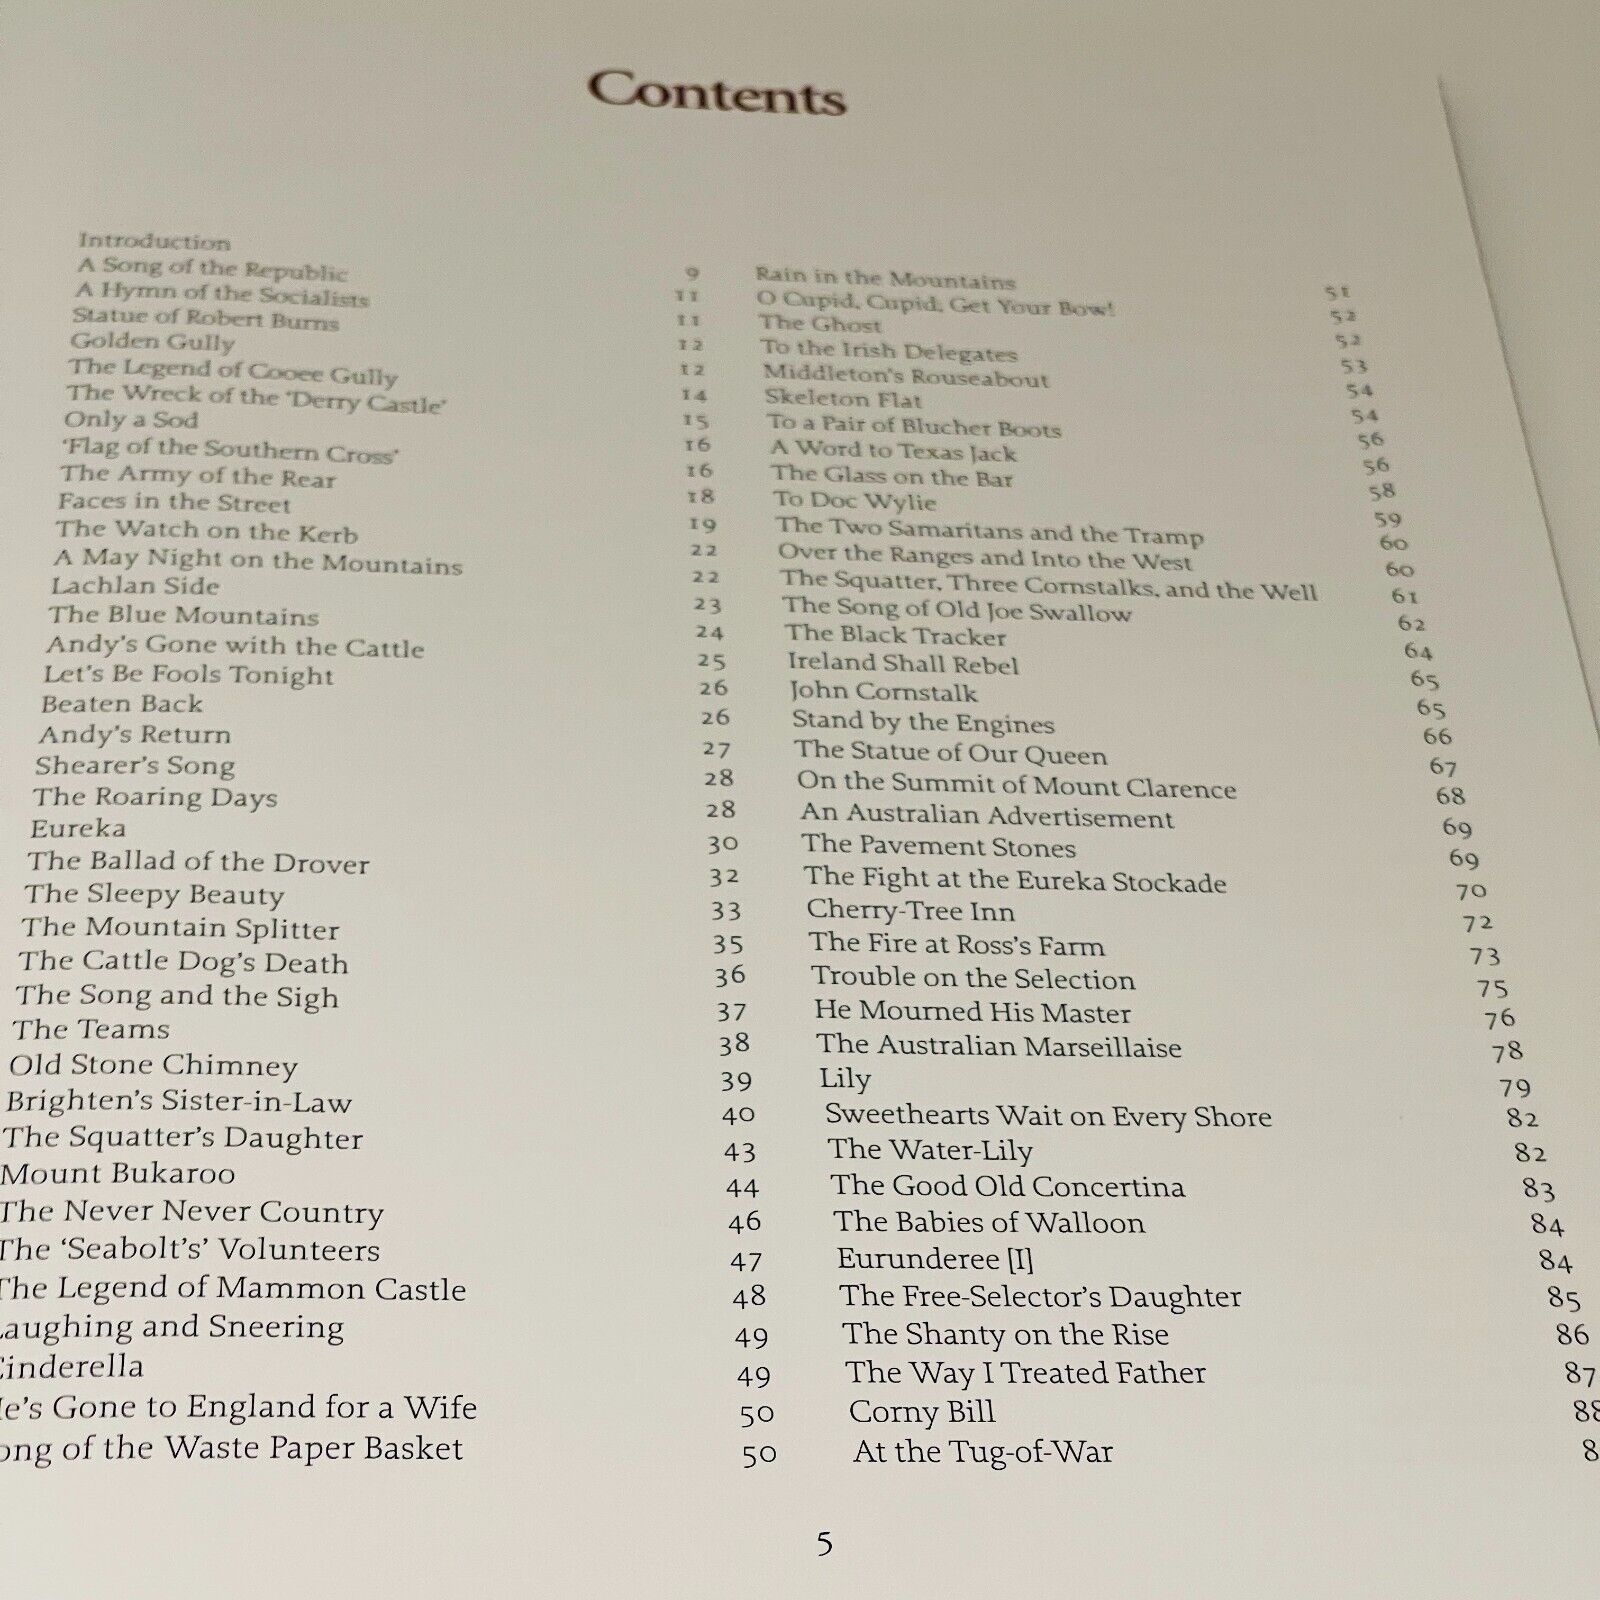 Contents
Introduction 9
A Song of the Republic 11
A Hymn of the Socialists 11
Statue of Robert Burns 12
Golden Gully 12
The Legend of Cooee Gully 14
The Wreck of the 'Derry Castle' 15
Only a Sod 16
'Flag of the Southern Cross' 16
The Army of the Rear 18
Faces in the Street 19
The Watch on the Kerb 22
A May Night on the Mountains 22
Lachlan Side 23
The Blue Mountains 24
Andy's Gone with the Cattle 25
Let's Be Fools Tonight 26
Beaten Back 26
Andy's Return 27
Shearer's Song 28
The Roaring Days 28
Eureka 30
The Ballad of the Drover 32
The Sleepy Beauty 33
The Mountain Splitter 35
The Cattle Dog's Death 36
The Song and the Sigh 37
The Teams 38
Old Stone Chimney 39
Brighten's Sister-in-Law 40
The Squatter's Daughter 43
Mount Bukaroo 44
The Never Never Country 46
The 'Seabolt's' Volunteers 47
The Legend of Mammon Castle 48
Laughing and Sneering 49
Cinderella 49
He's Gone to England for a Wife 50
ong of the Waste Paper Basket 50
Rain in the Mountains 51
O Cupid, Cupid; Get Your Bow! 52
The Ghost 52
To the Irish Delegates 53
Middleton's Rouseabout 54
Skeleton Flat 54
To a Pair of Blucher Boots 56
A Word to Texas Jack 56
The Glass on the Bar 58
To Doc Wylie 59
The Two Samaritans and the Tramp 60
Over the Ranges and Into the West 60
The Squatter, Three Cornstalks, and the Well 61
The Song of Old Joe Swallow 62
The Black Tracker 64
Ireland Shall Rebel 65
John Cornstalk 65
Stand by the Engines 66
The Statue of Our Queen 67
On the Summit of Mount Clarence 68
An Australian Advertisement 69
The Pavement Stones 69
The Fight at the Eureka Stockade 70
Cherry-Tree Inn 72
The Fire at Ross's Farm 73
Trouble on the Selection 75
He Mourned His Master 76
The Australian Marseillaise 78
Lily 79
Sweethearts Wait on Every Shore 82
The Water-Lily 82
The Good Old Concertina 83
The Babies of Walloon 84
Eurunderee [I] 84
The Free-Selector's Daughter 85
The Shanty on the Rise 86
The Way I Treated Father 87
Corny Bill 88
At the Tug-of-War 8
5